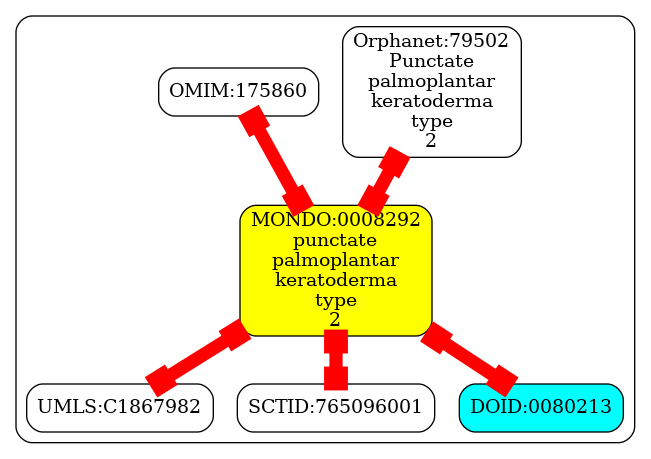 Orphanet:79502
Punctate
palmoplantar
keratoderma
type
2
OMIM:175860
MONDO:0008292
punctate
palmoplantar
keratoderma
type
2
UMLS:C1867982
SCTID:765096001
DOID:0080213